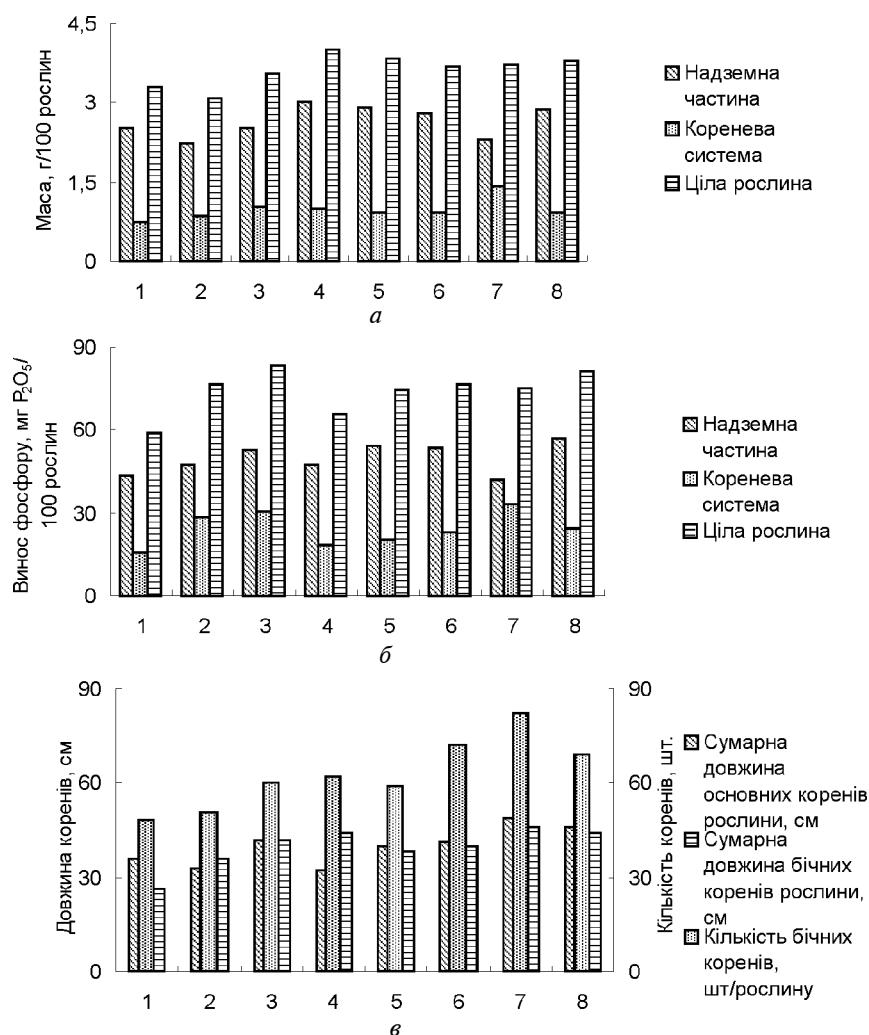 4,5
3
1,5
0
Маса, г/100 рослин
1 2 3 4 5 6 7 8
а
Надземна
частина
Коренева
система
Ціла рослина
90
60
30
0
Винос фосфору, мг P₂O₅/
100 рослин
1 2 3 4 5 6 7 8
б
Надземна
частина
Коренева
система
Ціла рослина
90
60
30
0
Довжина коренів, см
1 2 3 4 5 6 7 8
в
90
60
30
0
Кількість коренів, шт.
Сумарна
довжина
основних коренів
рослини, см
Сумарна
довжина бічних
коренів рослини,
см
Кількість бічних
коренів,
шт/рослину